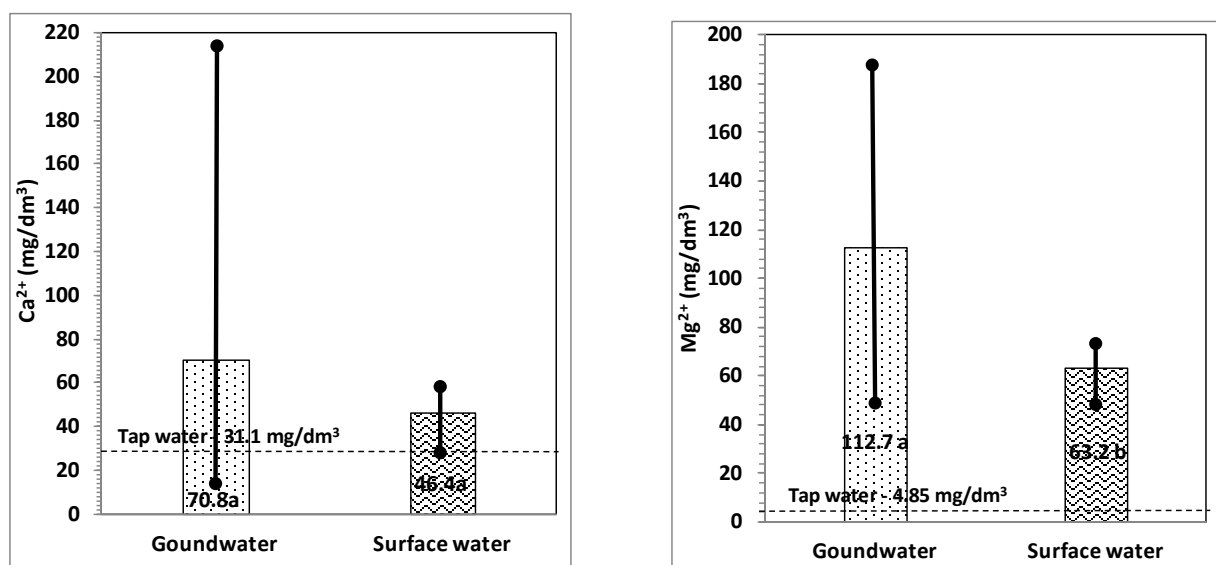 220
200
180
160
140
120
100
80
60
40
20
0
Ca²⁺ (mg/dm³)
Tap water - 31.1 mg/dm³
70.8a
46.4a
Goundwater
Surface water
200
180
160
140
120
100
80
60
40
20
0
Mg²⁺ (mg/dm³)
112.7 a
63.2 b
Tap water - 4.85 mg/dm³
Groundwater
Surface water